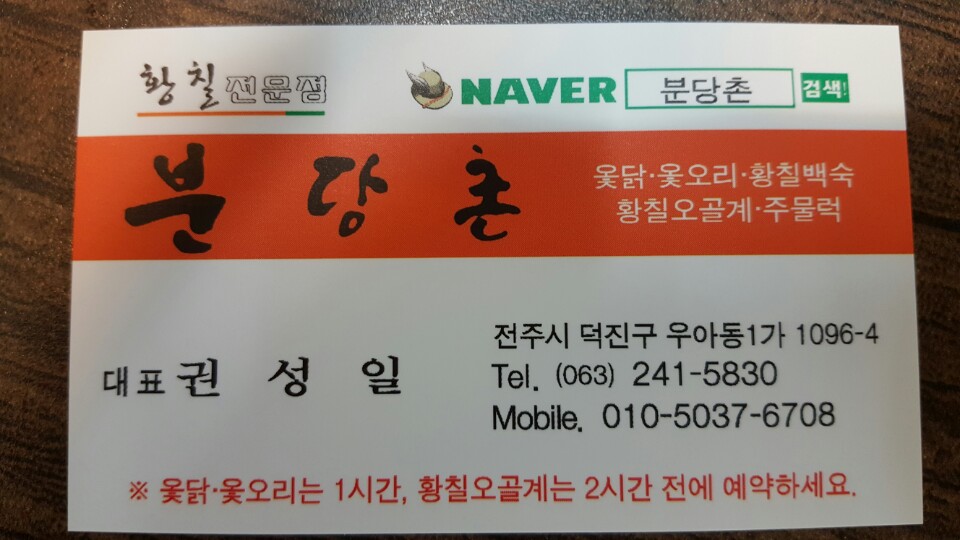 황칠전문점
NAVER 분당촌 검색!
분당촌
옻닭·옻오리·황칠백숙
황칠오골계·주물럭
대표 권성일
전주시 덕진구 우아동1가 1096-4
Tel. (063) 241-5830
Mobile. 010-5037-6708
※ 옻닭·옻오리는 1시간, 황칠오골계는 2시간 전에 예약하세요.